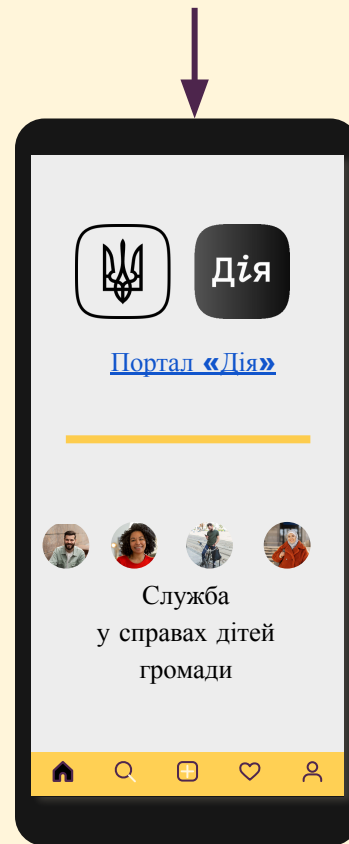 Дія
Портал «Дія»
Служба
у справах дітей
громади